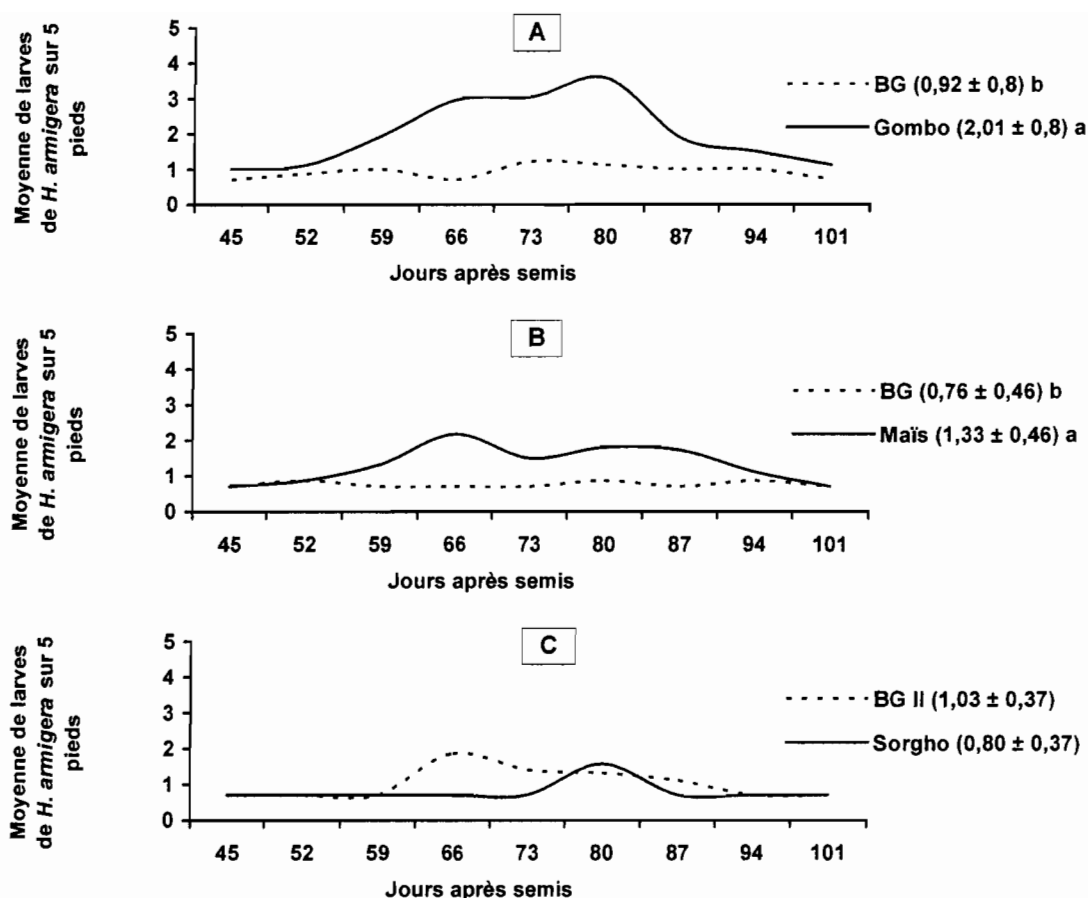 A
Moyenne de larves
de H. armigera sur 5
pieds
5
4
3
2
1
0
BG (0,92 ± 0,8) b
Gombo (2,01 ± 0,8) a
45 52 59 66 73 80 87 94 101
Jours après semis
B
Moyenne de larves
de H. armigera sur 5
pieds
5
4
3
2
1
0
BG (0,76 ± 0,46) b
Maïs (1,33 ± 0,46) a
45 52 59 66 73 80 87 94 101
Jours après semis
C
Moyenne de larves
de H. armigera sur 5
pieds
5
4
3
2
1
0
BG II (1,03 ± 0,37)
Sorgho (0,80 ± 0,37)
45 52 59 66 73 80 87 94 101
Jours après semis